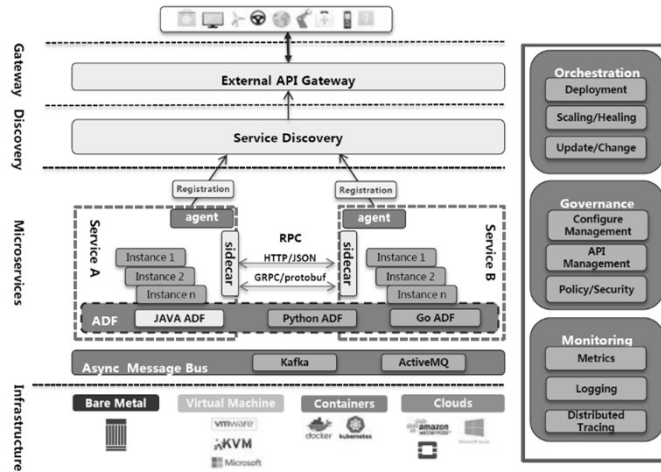 Gateway
External API Gateway
Discovery
Service Discovery
Registration
Registration
Microservices
Service A
agent
sidecar
Instance 1
Instance 2
Instance n
RPC
HTTP/JSON
GRPC/protobuf
agent
sidecar
Service B
Instance 1
Instance 2
Instance n
ADF
JAVA ADF
Python ADF
Go ADF
Async Message Bus
Kafka
ActiveMQ
Infrastructure
Bare Metal
Virtual Machine
vmware
KVM
Microsoft
Containers
docker
kubernetes
Clouds
amazon
Orchestration
Deployment
Scaling/Healing
Update/Change
Governance
Configure
Management
API
Management
Policy/Security
Monitoring
Metrics
Logging
Distributed
Tracing